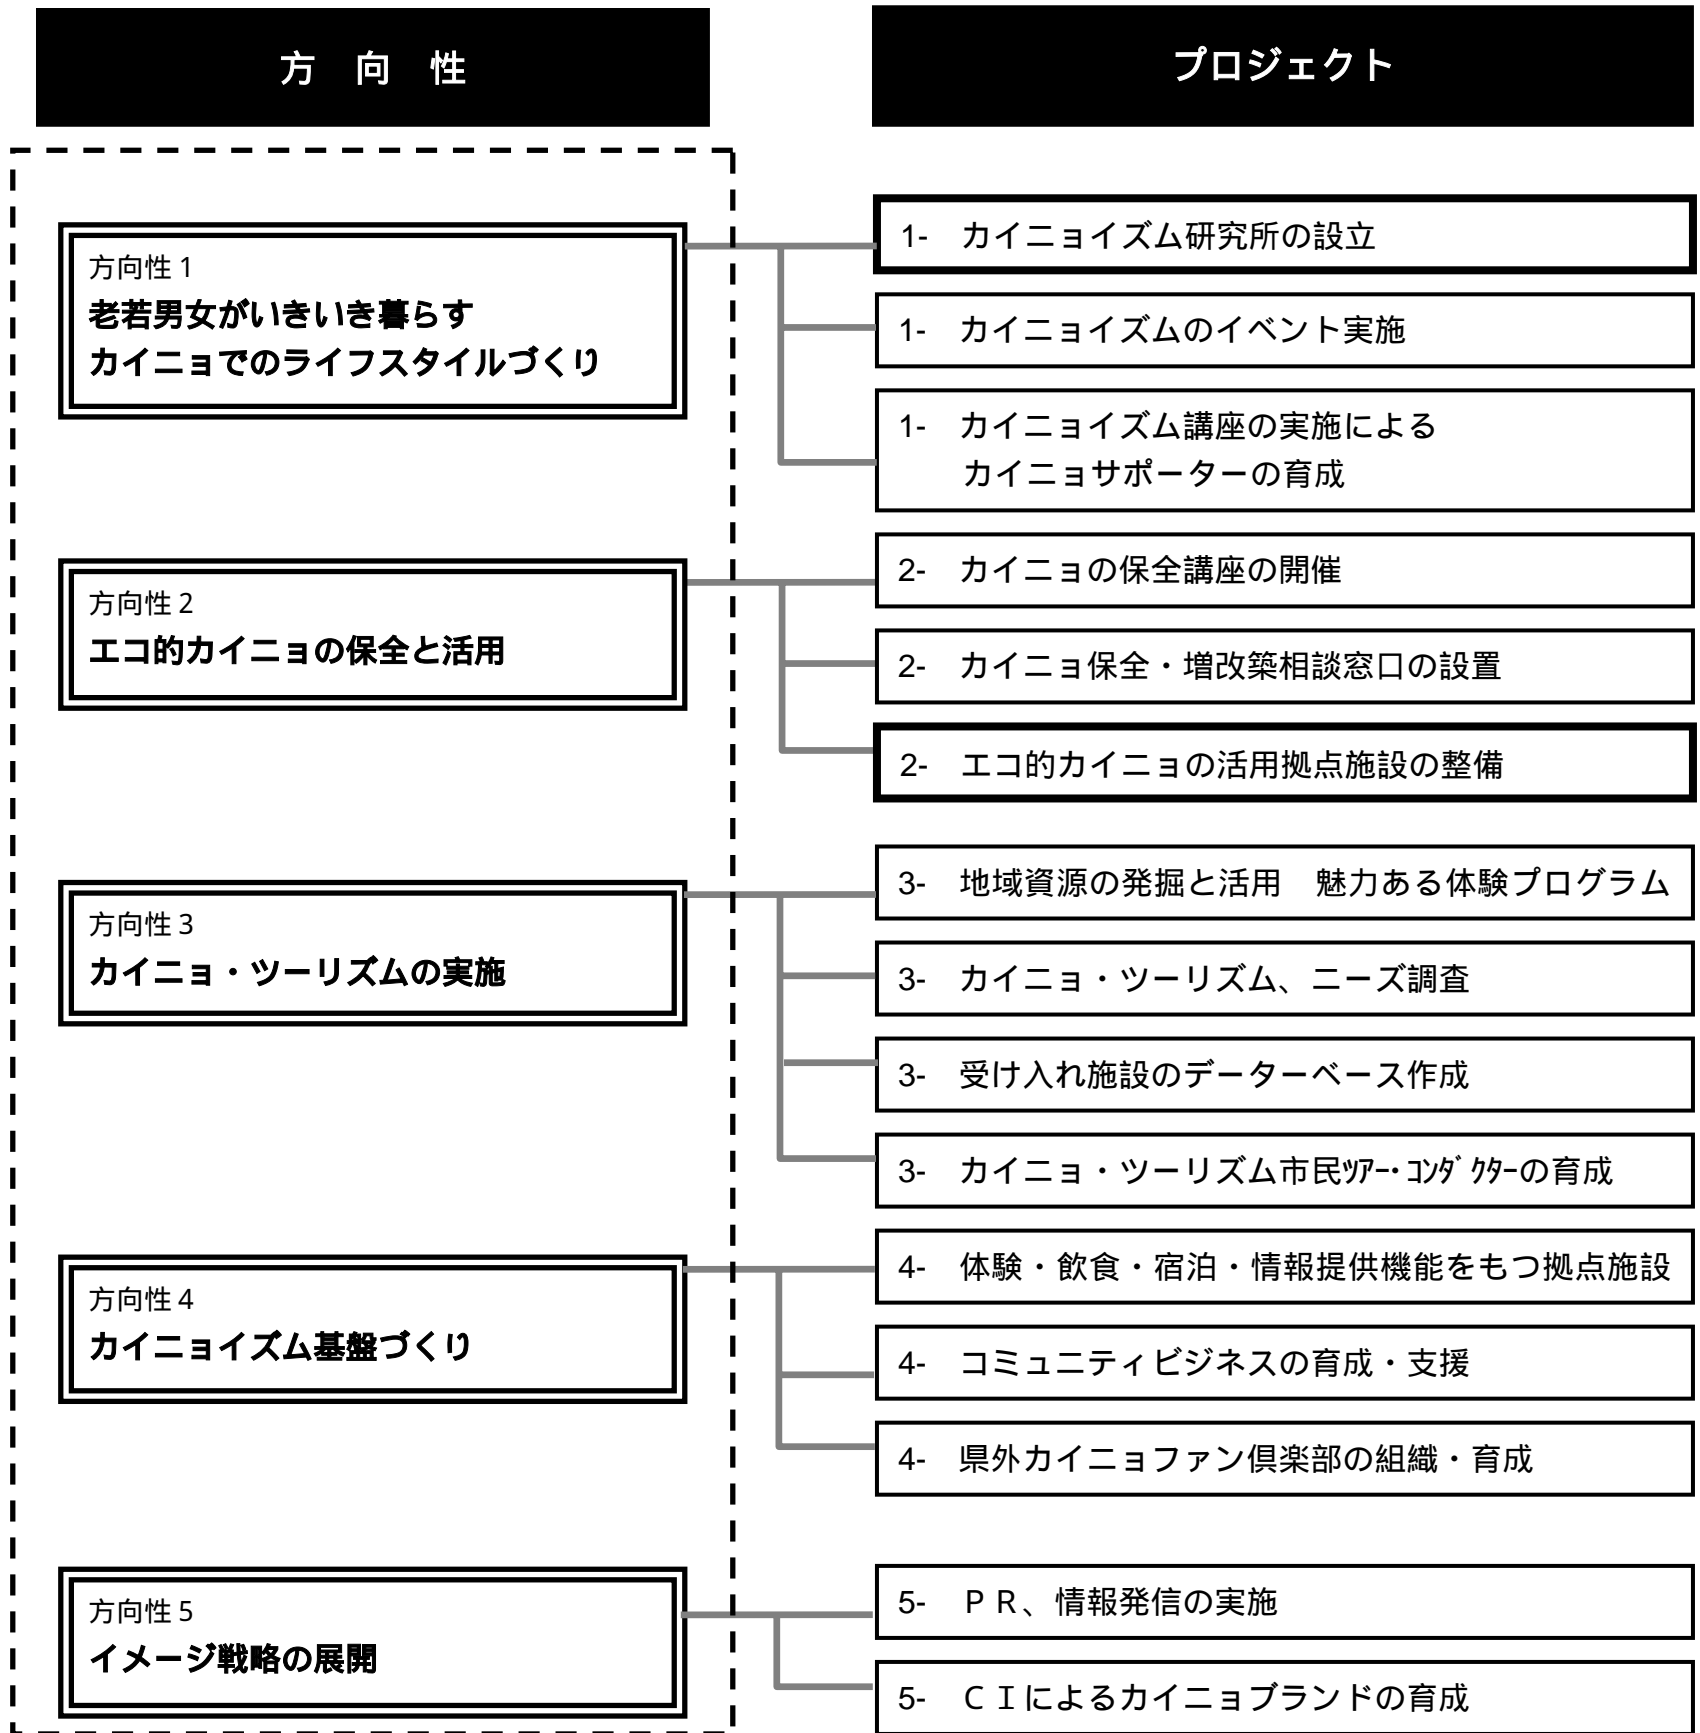 方 向 性
プロジェクト
方向性1
老若男女がいきいき暮らす
カイニョでのライフスタイルづくり
1- カイニョイズム研究所の設立
1- カイニョイズムのイベント実施
1- カイニョイズム講座の実施による
カイニョサポーターの育成
方向性2
エコ的カイニョの保全と活用
2- カイニョの保全講座の開催
2- カイニョ保全・増改築相談窓口の設置
2- エコ的カイニョの活用拠点施設の整備
方向性3
カイニョ・ツーリズムの実施
3- 地域資源の発掘と活用　魅力ある体験プログラム
3- カイニョ・ツーリズム、ニーズ調査
3- 受け入れ施設のデーターベース作成
3- カイニョ・ツーリズム市民ﾂｱｰ・ｺﾝﾀﾞｸﾀｰの育成
方向性4
カイニョイズム基盤づくり
4- 体験・飲食・宿泊・情報提供機能をもつ拠点施設
4- コミュニティビジネスの育成・支援
4- 県外カイニョファン倶楽部の組織・育成
方向性5
イメージ戦略の展開
5- ＰＲ、情報発信の実施
5- ＣＩによるカイニョブランドの育成